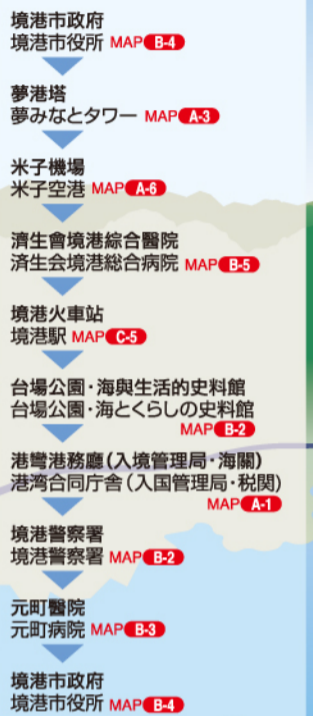 境港市政府
境港市役所 MAP B-4
夢港塔
夢みなとタワー MAP A-3
米子機場
米子空港 MAP A-6
濟生會境港綜合醫院
済生会境港総合病院 MAP B-5
境港火車站
境港駅 MAP C-5
台場公園・海與生活的史料館
台場公園・海とくらしの史料館
MAP B-2
港彎港務廳(入境管理局・海關)
港湾合同庁舎(入国管理局・税関)
MAP A-1
境港警察署
境港警察署 MAP B-2
元町醫院
元町病院 MAP B-3
境港市政府
境港市役所 MAP B-4